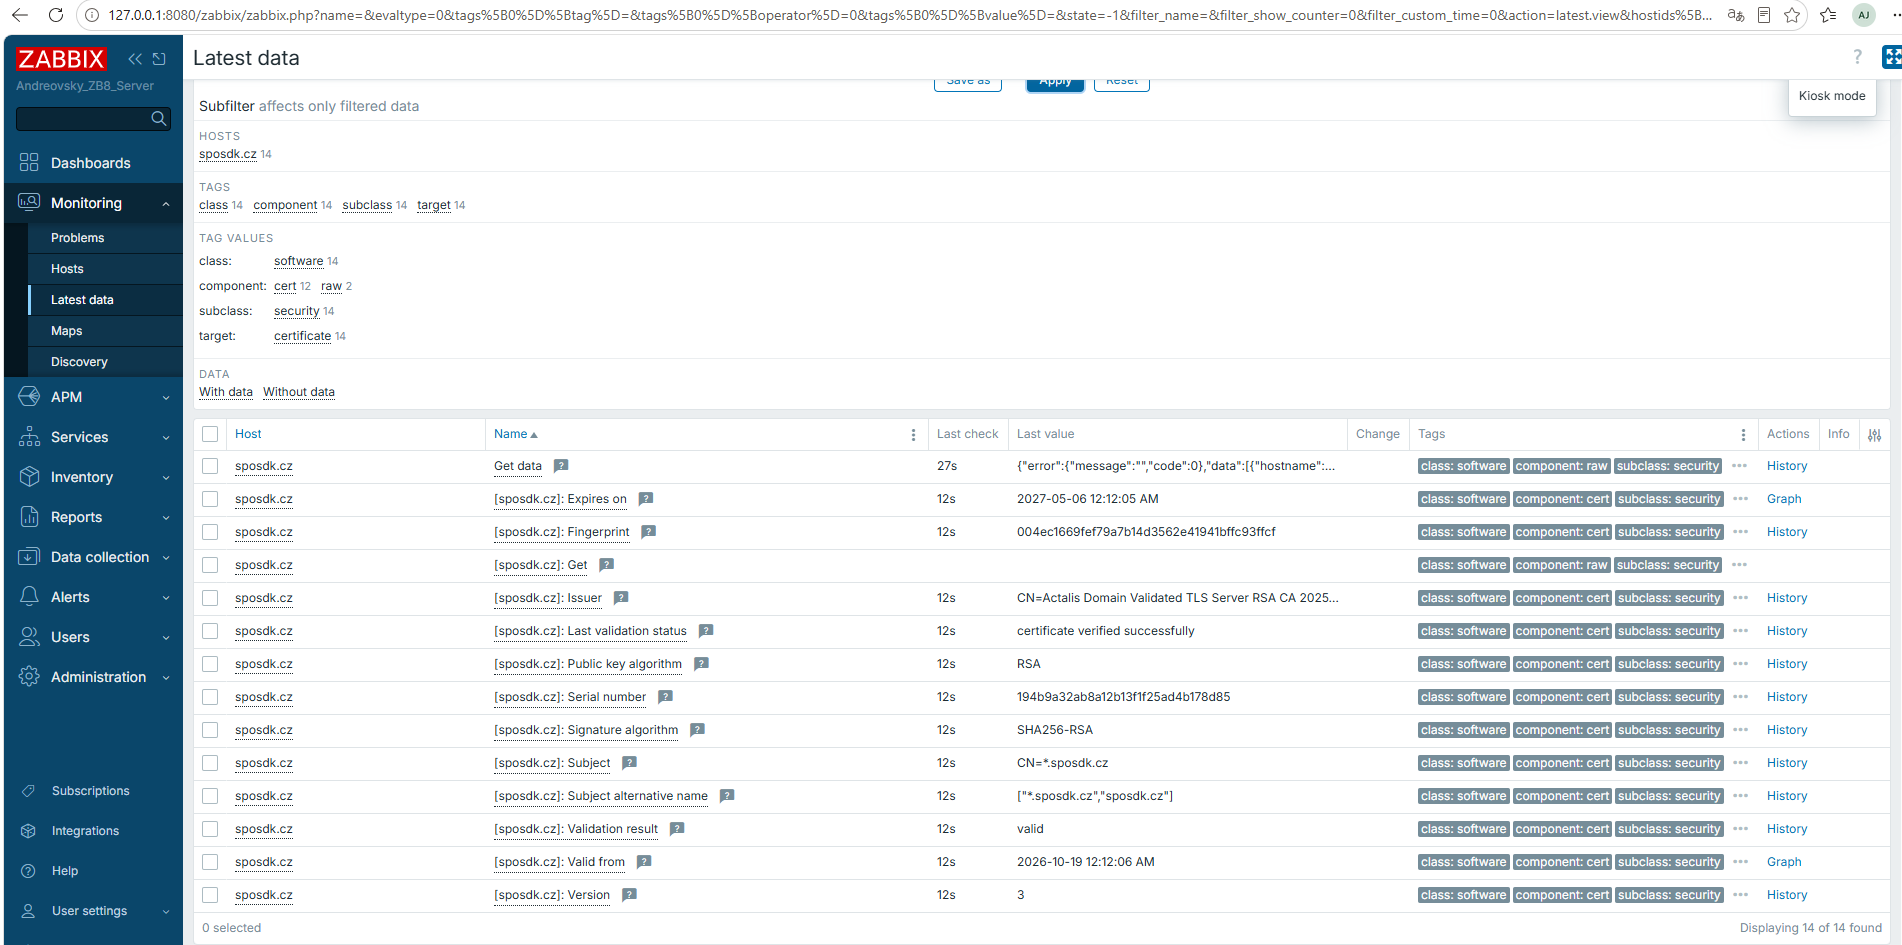 127.0.0.1:8080/zabbix/zabbix.php?name=&evaltype=0&tags%5B0%5D%5Btag%5D=&tags%5B0%5D%5Boperator%5D=0&tags%5B0%5D%5Bvalue%5D=&state=-1&filter_name=&filter_show_counter=0&filter_custom_time=0&action=latest.view&hostids%5B... AJ
ZABBIX
Andreovsky_ZB8_Server
Dashboards
Monitoring
Problems
Hosts
Latest data
Maps
Discovery
APM
Services
Inventory
Reports
Data collection
Alerts
Users
Administration
Subscriptions
Integrations
Help
User settings
Latest data
?
Kiosk mode
Save as Apply Reset
Subfilter affects only filtered data
HOSTS
sposdk.cz 14
TAGS
class 14 component 14 subclass 14 target 14
TAG VALUES
class: software 14
component: cert 12 raw 2
subclass: security 14
target: certificate 14
DATA
With data Without data
Host Name Last check Last value Change Tags Actions Info
sposdk.cz Get data ? 27s {"error":{"message":"","code":0},"data":[{"hostname":... class: software component: raw subclass: security ••• History
sposdk.cz [sposdk.cz]: Expires on ? 12s 2027-05-06 12:12:05 AM class: software component: cert subclass: security ••• Graph
sposdk.cz [sposdk.cz]: Fingerprint ? 12s 004ec1669fef79a7b14d3562e41941bffc93ffcf class: software component: cert subclass: security ••• History
sposdk.cz [sposdk.cz]: Get ? class: software component: raw subclass: security •••
sposdk.cz [sposdk.cz]: Issuer ? 12s CN=Actalis Domain Validated TLS Server RSA CA 2025... class: software component: cert subclass: security ••• History
sposdk.cz [sposdk.cz]: Last validation status ? 12s certificate verified successfully class: software component: cert subclass: security ••• History
sposdk.cz [sposdk.cz]: Public key algorithm ? 12s RSA class: software component: cert subclass: security ••• History
sposdk.cz [sposdk.cz]: Serial number ? 12s 194b9a32ab8a12b13f1f25ad4b178d85 class: software component: cert subclass: security ••• History
sposdk.cz [sposdk.cz]: Signature algorithm ? 12s SHA256-RSA class: software component: cert subclass: security ••• History
sposdk.cz [sposdk.cz]: Subject ? 12s CN=*.sposdk.cz class: software component: cert subclass: security ••• History
sposdk.cz [sposdk.cz]: Subject alternative name ? 12s ["*.sposdk.cz","sposdk.cz"] class: software component: cert subclass: security ••• History
sposdk.cz [sposdk.cz]: Validation result ? 12s valid class: software component: cert subclass: security ••• History
sposdk.cz [sposdk.cz]: Valid from ? 12s 2026-10-19 12:12:06 AM class: software component: cert subclass: security ••• Graph
sposdk.cz [sposdk.cz]: Version ? 12s 3 class: software component: cert subclass: security ••• History
0 selected Displaying 14 of 14 found